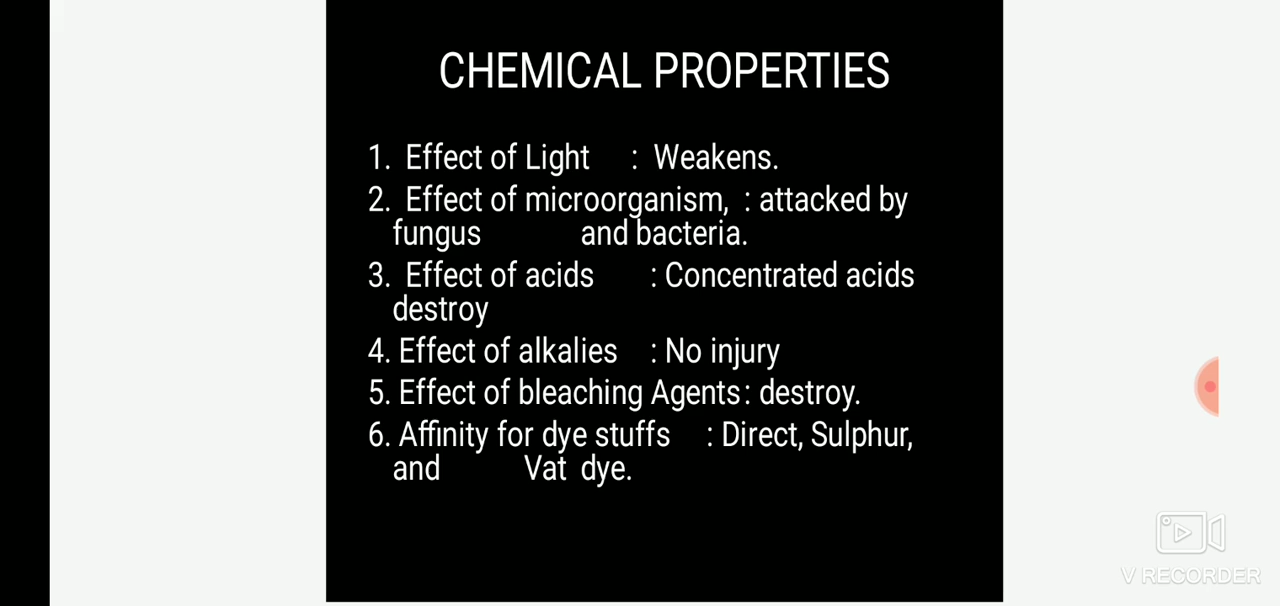 CHEMICAL PROPERTIES
1. Effect of Light : Weakens.
2. Effect of microorganism, : attacked by
fungus and bacteria.
3. Effect of acids : Concentrated acids
destroy
4. Effect of alkalies : No injury
5. Effect of bleaching Agents: destroy.
6. Affinity for dye stuffs : Direct, Sulphur,
and Vat dye.
V RECORDER